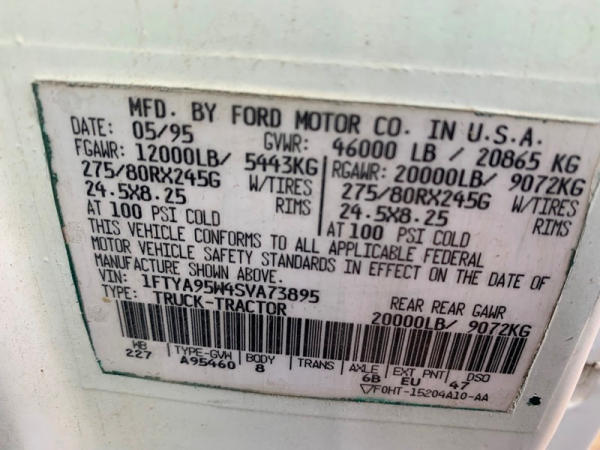 MFD. BY FORD MOTOR CO. IN U.S.A.
DATE: 05/95 GVWR: 46000 LB / 20865 KG
FGAWR: 12000LB/ 5443KG RGAWR: 20000LB/ 9072KG
275/80RX245G W/TIRES 275/80RX245G W/TIRES
24.5X8.25 RIMS 24.5X8.25 RIMS
AT 100 PSI COLD AT 100 PSI COLD
THIS VEHICLE CONFORMS TO ALL APPLICABLE FEDERAL
MOTOR VEHICLE SAFETY STANDARDS IN EFFECT ON THE DATE OF
MANUFACTURE SHOWN ABOVE.
VIN: 1FTYA95W4SVA73895 REAR REAR GAWR
TYPE: TRUCK-TRACTOR 20000LB/ 9072KG
WB TYPE-GVW BODY TRANS AXLE EXT PNT DSO
227 A95460 8 6B EU 47
F0HT-15204A10-AA